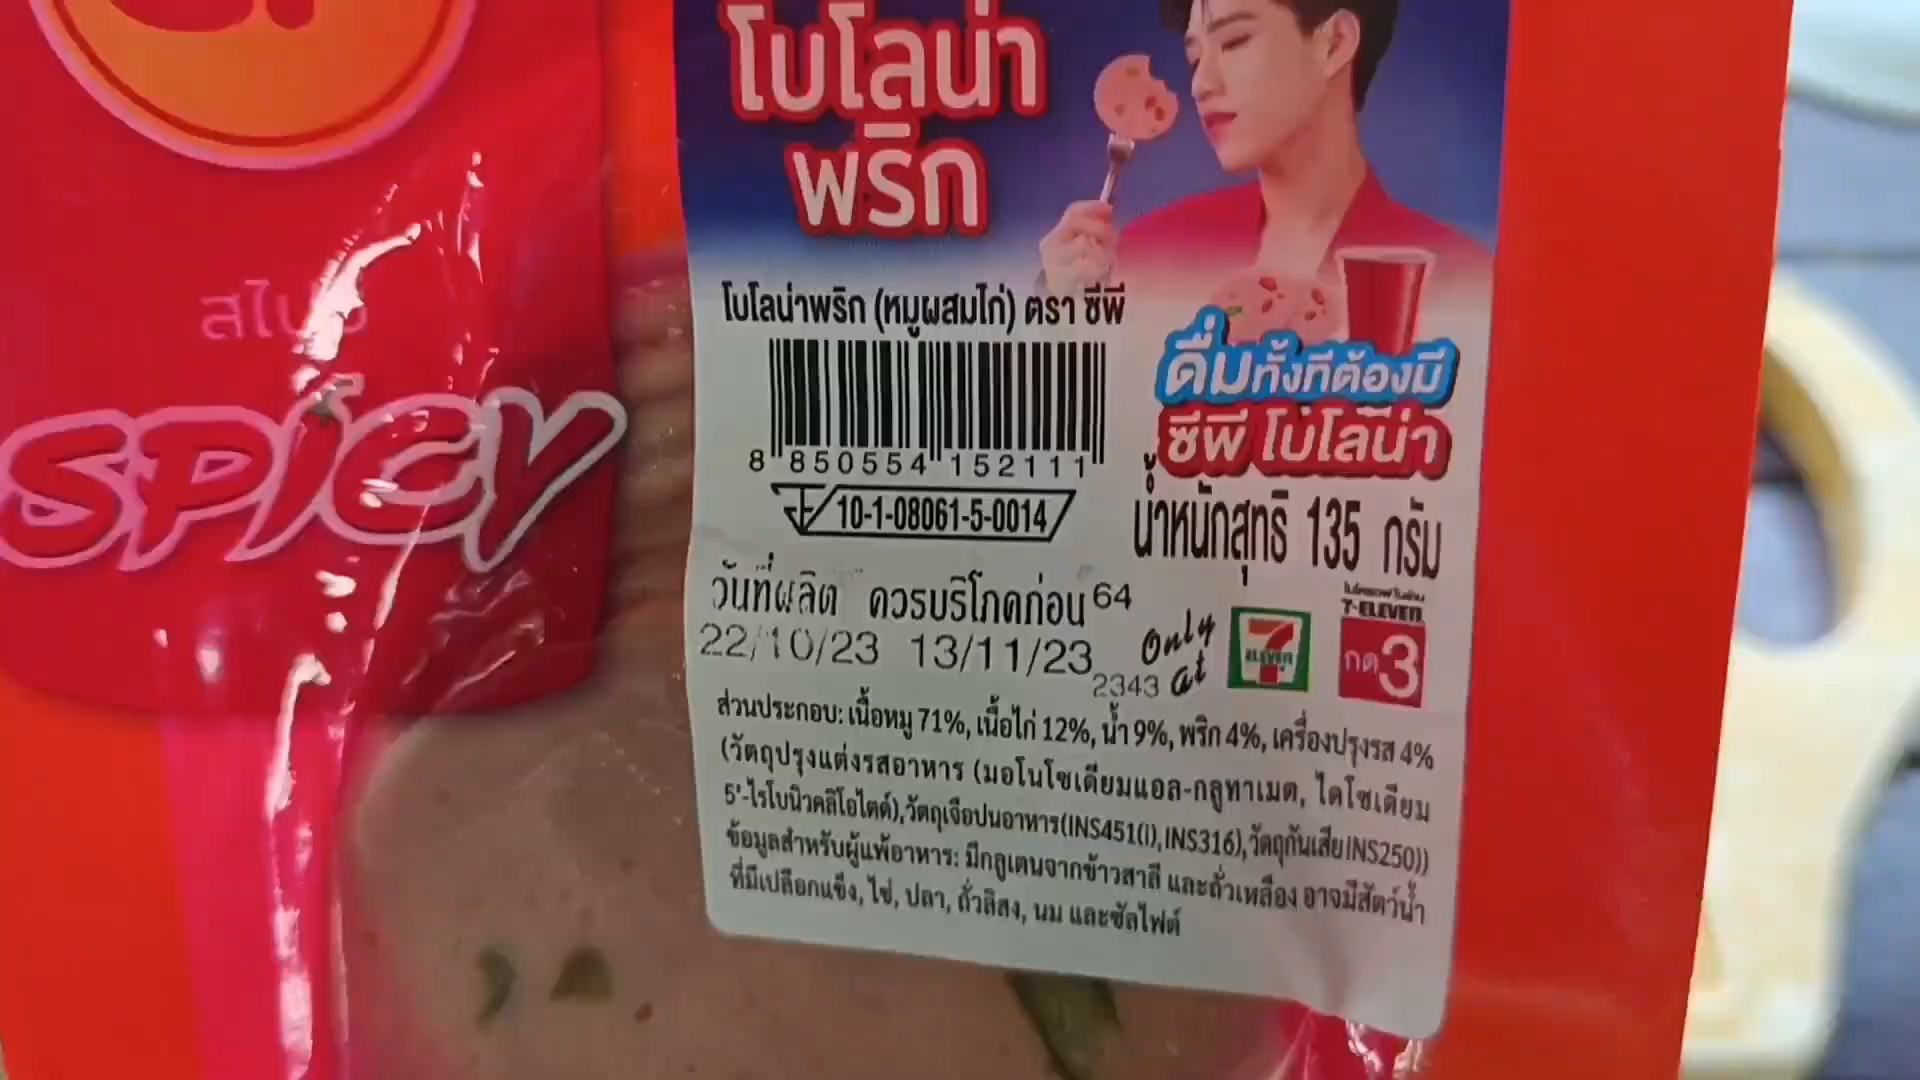 โบโลน่า
พริก
SPICY
โบโลน่าพริก (หมูผสมไก่) ตรา ซีพี
8 850554 152111
10-1-08061-5-0014
ดื่มทั้งทีต้องมี
ซีพี โบโลน่า
น้ำหนักสุทธิ 135 กรัม
วันที่ผลิต ควรบริโภคก่อน 64
22/10/23 13/11/23 2343
Only at
7 ELEVEN
7-ELEVEN
กด 3
ส่วนประกอบ: เนื้อหมู 71%, เนื้อไก่ 12%, น้ำ 9%, พริก 4%, เครื่องปรุงรส 4%
(วัตถุปรุงแต่งรสอาหาร (มอโนโซเดียมแอล-กลูทาเมต, ไดโซเดียม
5'-ไรโบนิวคลิโอไตด์),วัตถุเจือปนอาหาร(INS451(i),INS316),วัตถุกันเสียINS250))
ข้อมูลสำหรับผู้แพ้อาหาร: มีกลูเตนจากข้าวสาลี และถั่วเหลือง อาจมีสัตว์น้ำ
ที่มีเปลือกแข็ง, ไข่, ปลา, ถั่วลิสง, นม และซัลไฟต์